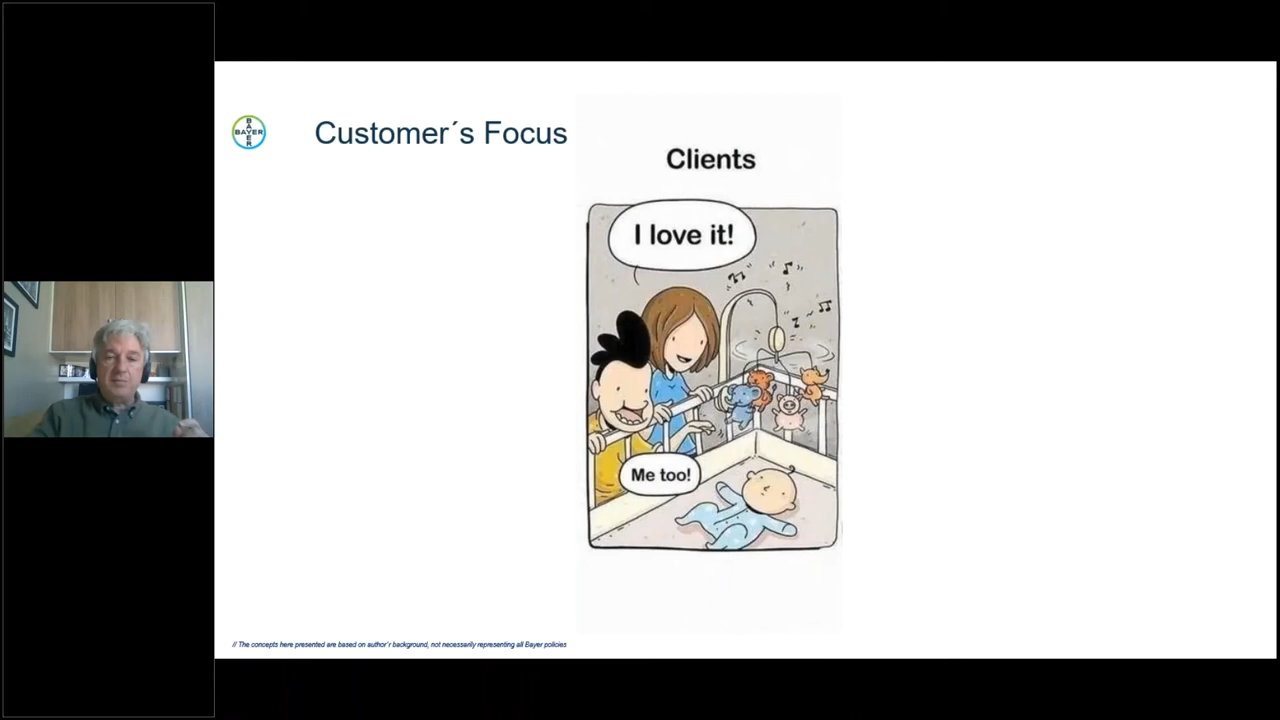 BAYER
BAYER
Customer´s Focus
Clients
I love it!
Me too!
// The concepts here presented are based on author'r background, not necessarily representing all Bayer policies